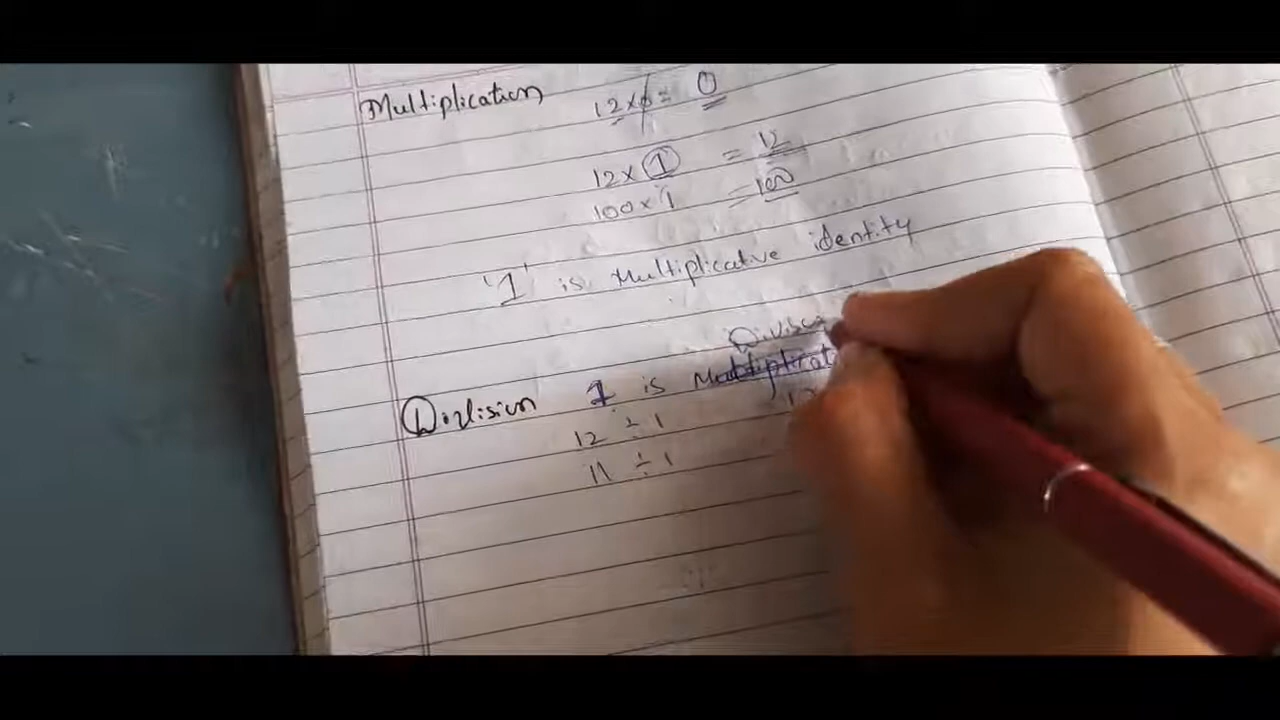 Multiplication 12 x 0 = 0
12 x 1 = 12
100 x 1 = 100
'1' is Multiplicative identity
Division 1 is
12 ÷ 1
11 ÷ 1